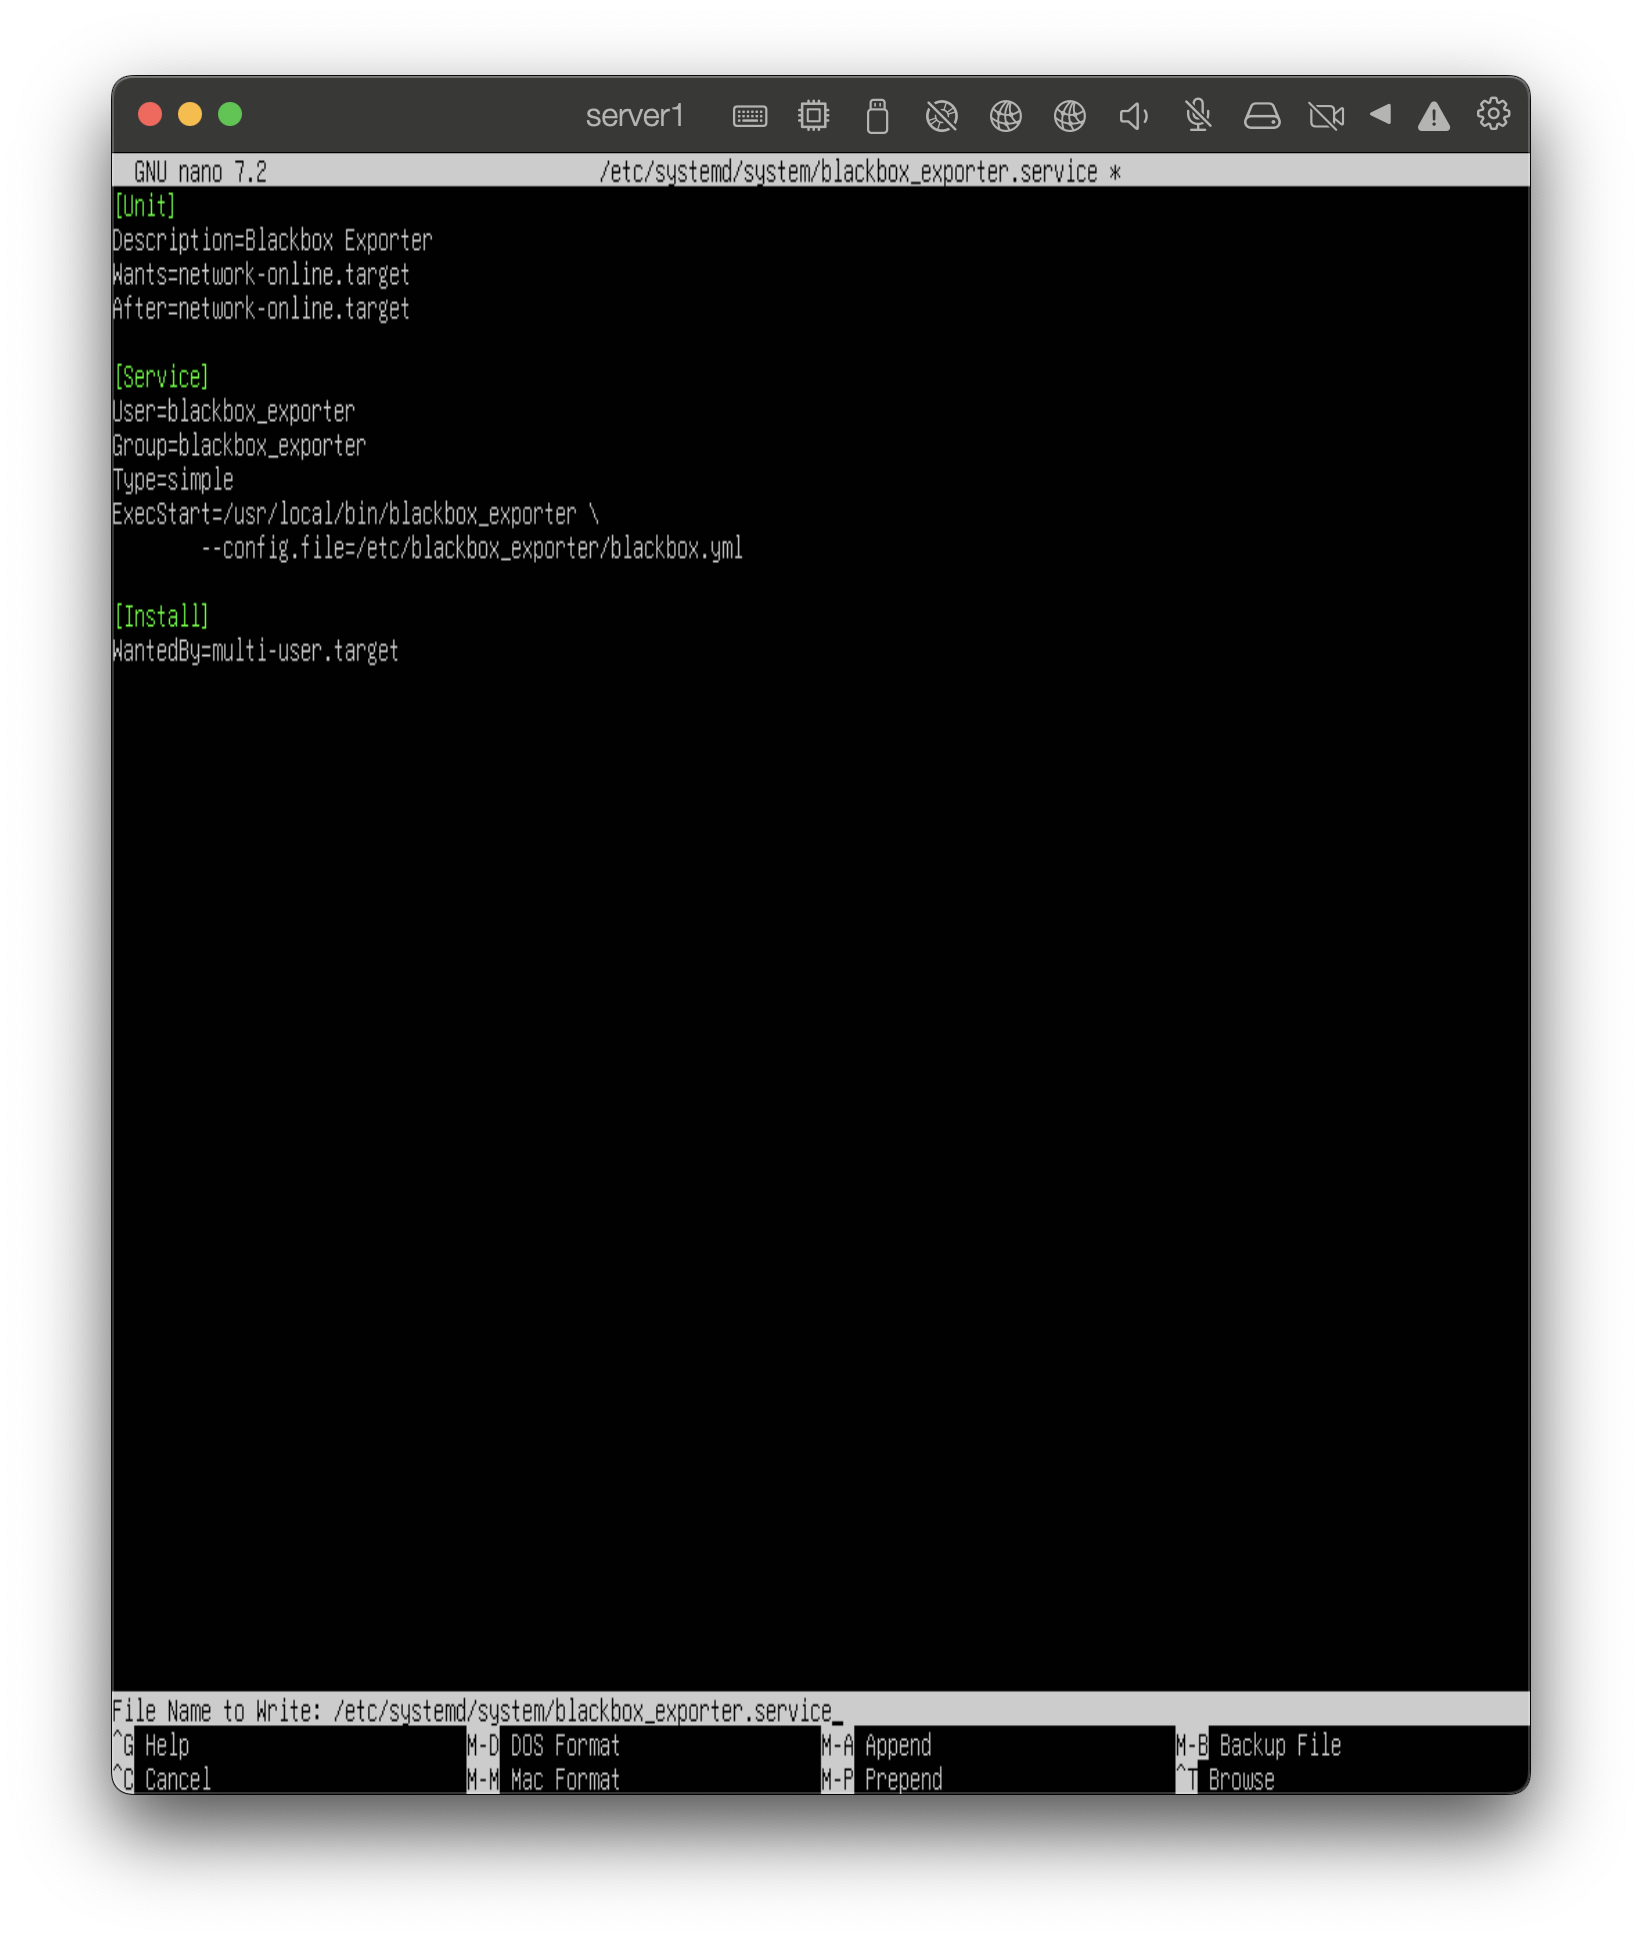 server1
GNU nano 7.2 /etc/systemd/system/blackbox_exporter.service *
[Unit]
Description=Blackbox Exporter
Wants=network-online.target
After=network-online.target
[Service]
User=blackbox_exporter
Group=blackbox_exporter
Type=simple
ExecStart=/usr/local/bin/blackbox_exporter \
--config.file=/etc/blackbox_exporter/blackbox.yml
[Install]
WantedBy=multi-user.target
File Name to Write: /etc/systemd/system/blackbox_exporter.service
^G Help M-D DOS Format M-A Append M-B Backup File
^C Cancel M-M Mac Format M-P Prepend ^T Browse